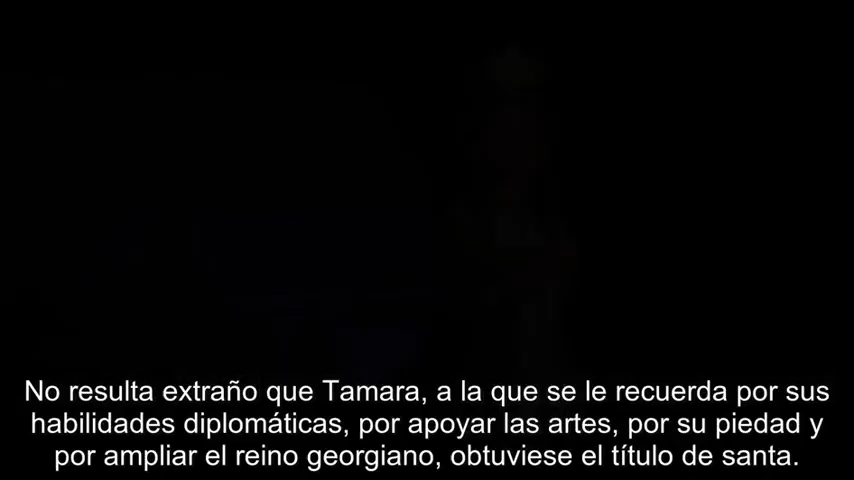 No resulta extraño que Tamara, a la que se le recuerda por sus
habilidades diplomáticas, por apoyar las artes, por su piedad y
por ampliar el reino georgiano, obtuviese el título de santa.